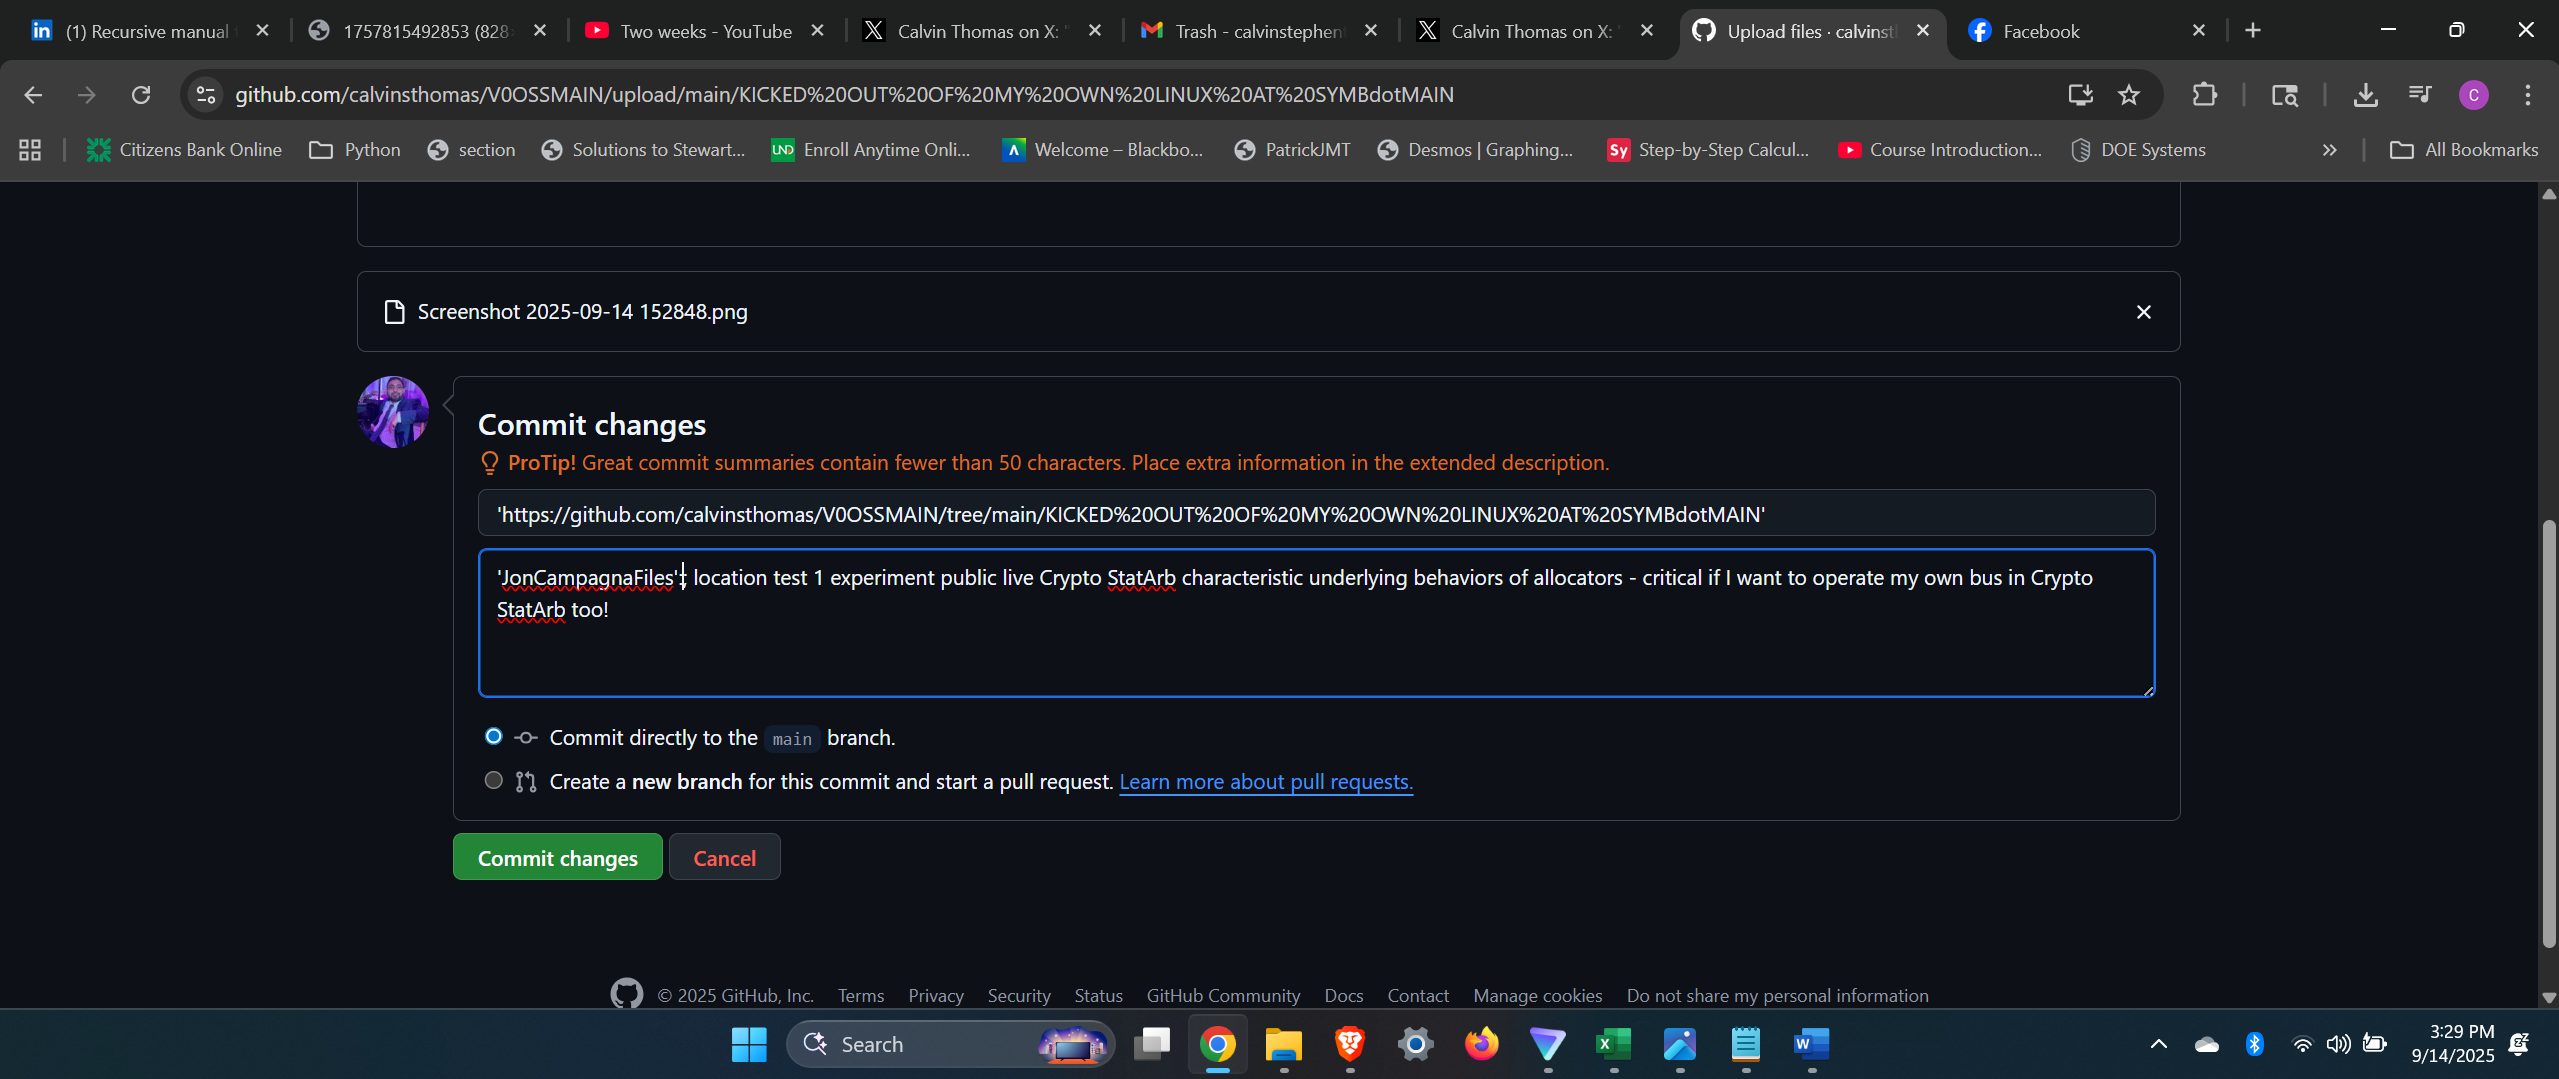 (1) Recursive manual
1757815492853 (828
Two weeks - YouTube
Calvin Thomas on X: "
Trash - calvinstephen
Calvin Thomas on X: "
Upload files · calvinst
Facebook
github.com/calvinsthomas/V0OSSMAIN/upload/main/KICKED%20OUT%20OF%20MY%20OWN%20LINUX%20AT%20SYMBdotMAIN
C
Citizens Bank Online
Python
section
Solutions to Stewart...
UND
Enroll Anytime Onli...
Welcome – Blackbo...
PatrickJMT
Desmos | Graphing...
Sy
Step-by-Step Calcul...
Course Introduction...
DOE Systems
All Bookmarks
Screenshot 2025-09-14 152848.png
Commit changes
ProTip! Great commit summaries contain fewer than 50 characters. Place extra information in the extended description.
'https://github.com/calvinsthomas/V0OSSMAIN/tree/main/KICKED%20OUT%20OF%20MY%20OWN%20LINUX%20AT%20SYMBdotMAIN'
'JonCampagnaFiles': location test 1 experiment public live Crypto StatArb characteristic underlying behaviors of allocators - critical if I want to operate my own bus in Crypto
StatArb too!
Commit directly to the main branch.
Create a new branch for this commit and start a pull request. Learn more about pull requests.
Commit changes
Cancel
© 2025 GitHub, Inc.
Terms
Privacy
Security
Status
GitHub Community
Docs
Contact
Manage cookies
Do not share my personal information
Search
3:29 PM
9/14/2025